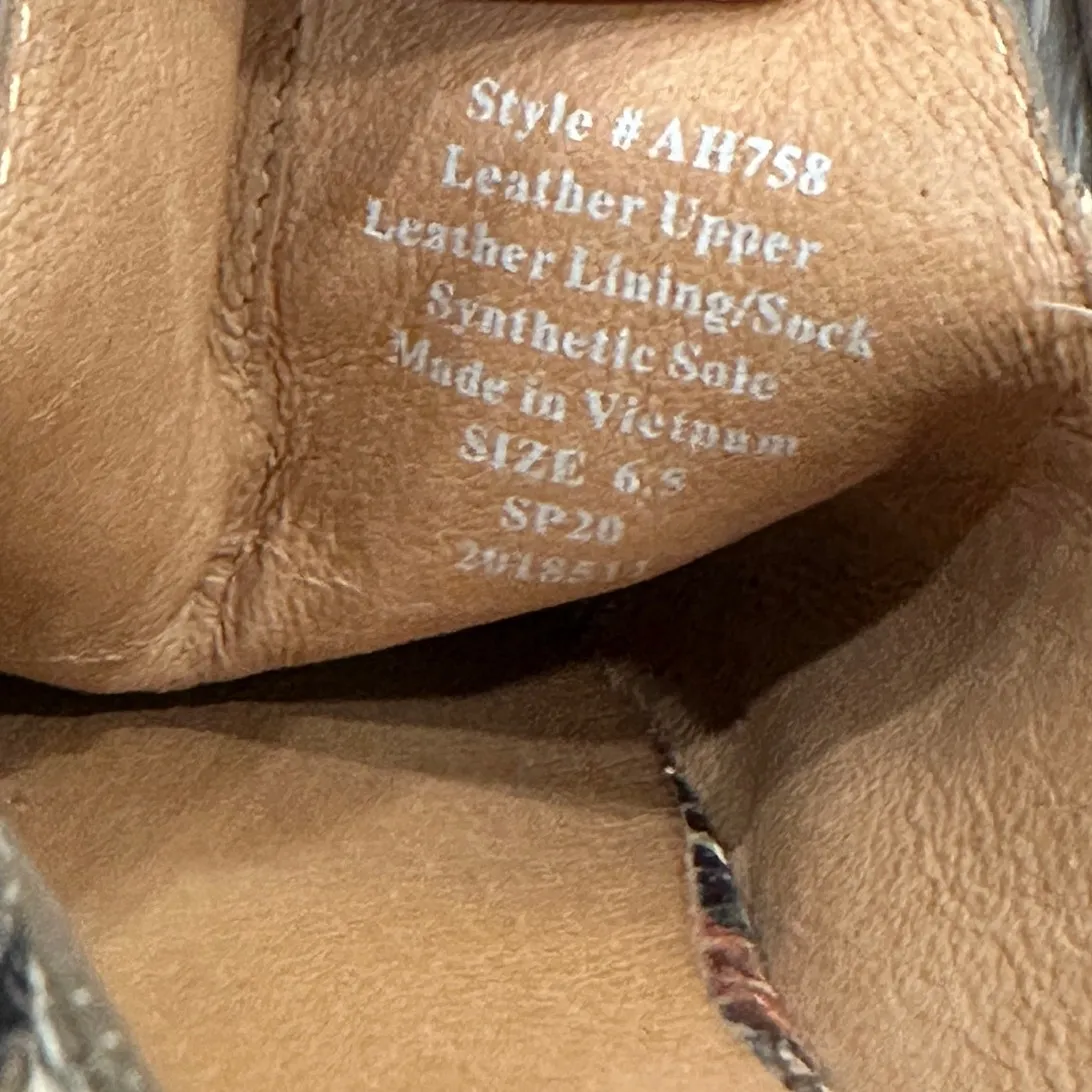 Style #AH758
Leather Upper
Leather Lining/Sock
Synthetic Sole
Made in Vietnam
SIZE 6.5
SP20